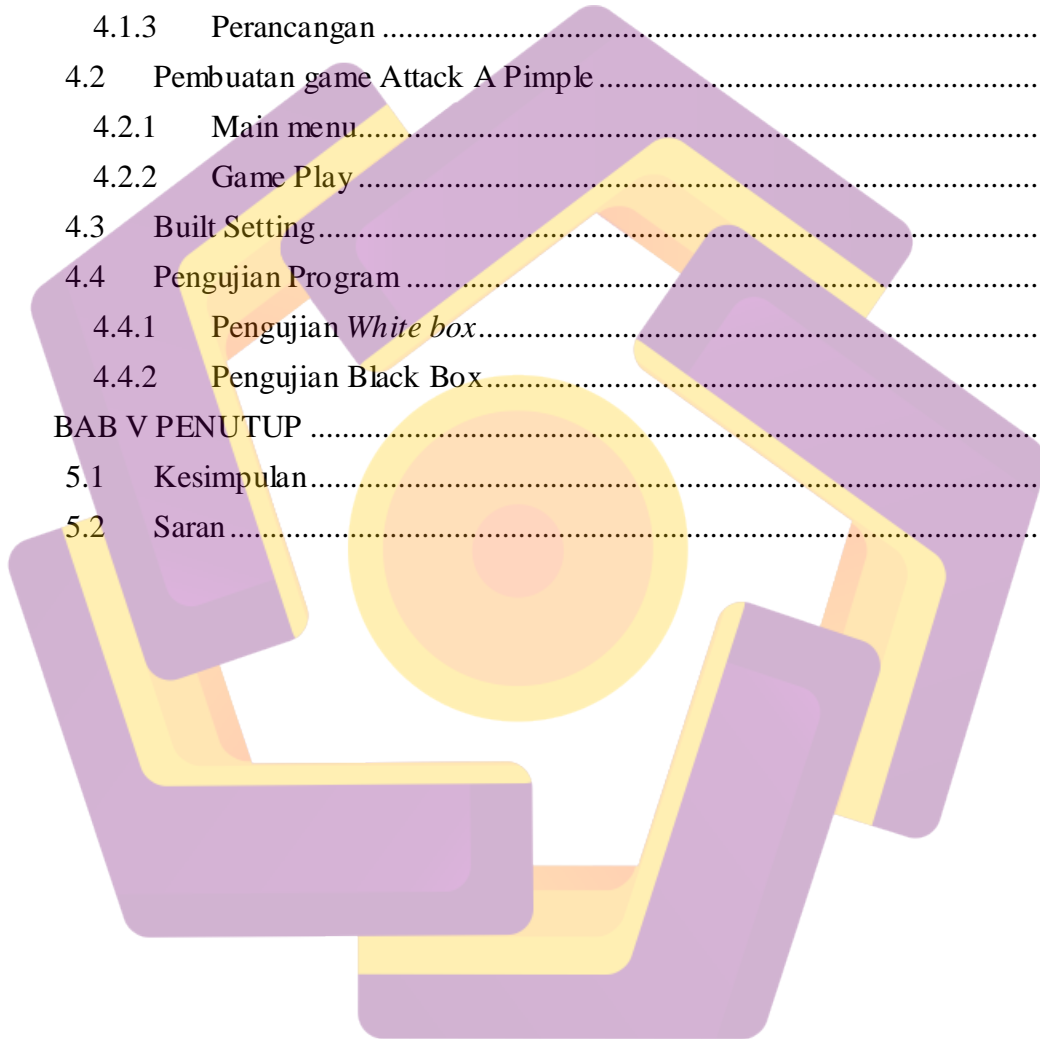 4.1.3 Perancangan ................................................................
4.2 Pembuatan game Attack A Pimple ................................................................
4.2.1 Main menu ................................................................
4.2.2 Game Play ................................................................
4.3 Built Setting ................................................................
4.4 Pengujian Program ................................................................
4.4.1 Pengujian White box ................................................................
4.4.2 Pengujian Black Box ................................................................
BAB V PENUTUP ................................................................
5.1 Kesimpulan ................................................................
5.2 Saran ................................................................